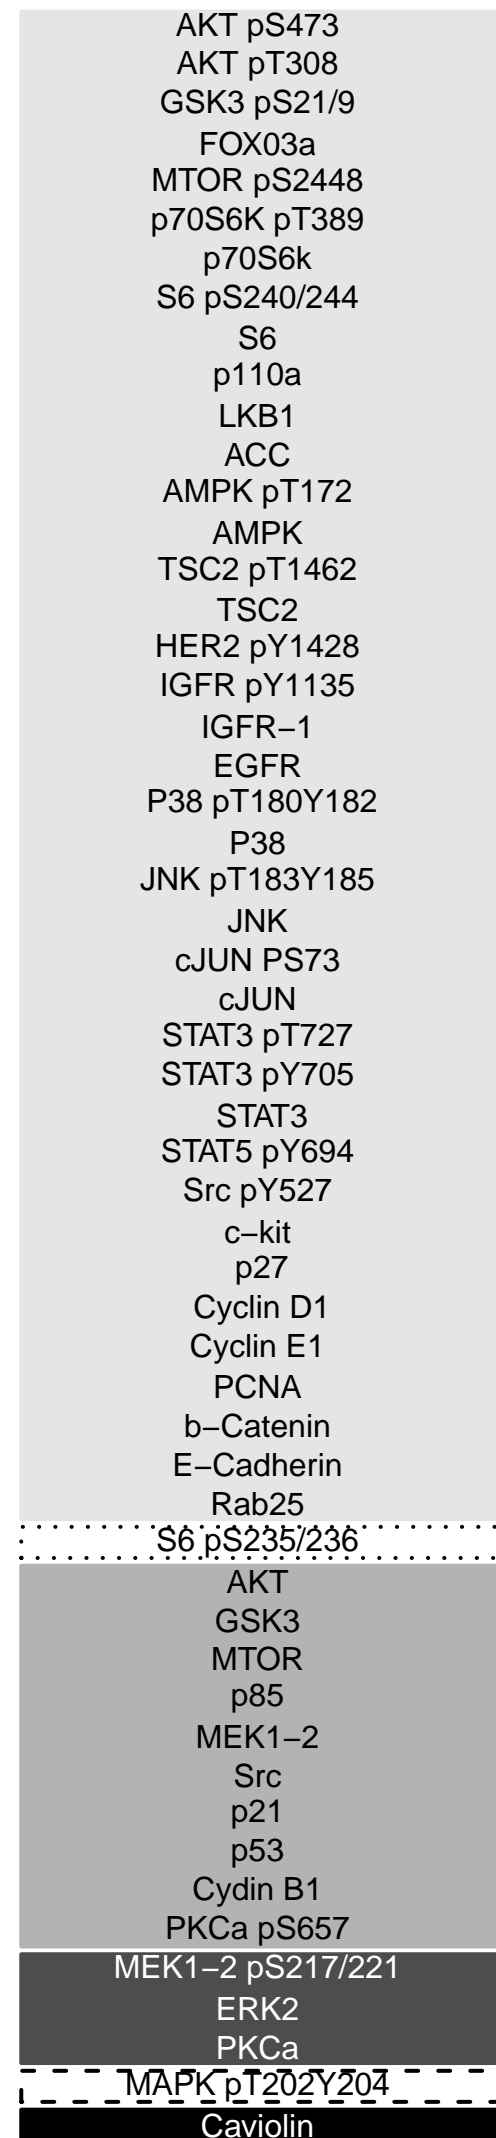 AKT pS473
AKT pT308
GSK3 pS21/9
FOX03a
MTOR pS2448
p70S6K pT389
p70S6k
S6 pS240/244
S6
p110a
LKB1
ACC
AMPK pT172
AMPK
TSC2 pT1462
TSC2
HER2 pY1428
IGFR pY1135
IGFR−1
EGFR
P38 pT180Y182
P38
JNK pT183Y185
JNK
cJUN PS73
cJUN
STAT3 pT727
STAT3 pY705
STAT3
STAT5 pY694
Src pY527
c−kit
p27
Cyclin D1
Cyclin E1
PCNA
b−Catenin
E−Cadherin
Rab25
S6 pS235/236
AKT
GSK3
MTOR
p85
MEK1−2
Src
p21
p53
Cydin B1
PKCa pS657
MEK1−2 pS217/221
ERK2
PKCa
MAPK pT202Y204
Caviolin